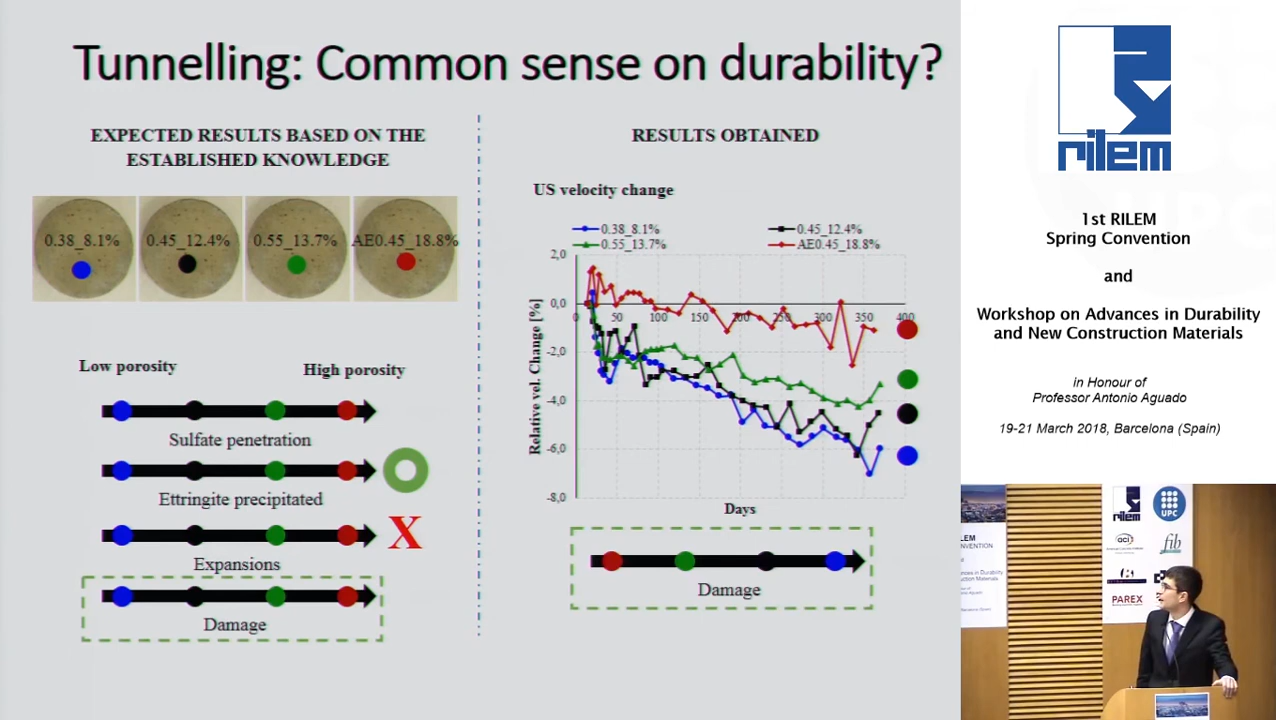 Tunnelling: Common sense on durability?
EXPECTED RESULTS BASED ON THE
ESTABLISHED KNOWLEDGE
0.38_8.1%
0.45_12.4%
0.55_13.7%
AE0.45_18.8%
Low porosity
High porosity
Sulfate penetration
Ettringite precipitated
X
Expansions
Damage
RESULTS OBTAINED
US velocity change
0.38_8.1%
0.45_12.4%
0.55_13.7%
AE0.45_18.8%
Relative vel. Change [%]
2,0
0,0
-2,0
-4,0
-6,0
-8,0
0 50 100 150 200 250 300 350 400
Days
Damage
rilem
1st RILEM
Spring Convention
and
Workshop on Advances in Durability
and New Construction Materials
in Honour of
Professor Antonio Aguado
19-21 March 2018, Barcelona (Spain)
RILEM
CONVENTION
rilem
UPC
aci
fib
PAREX